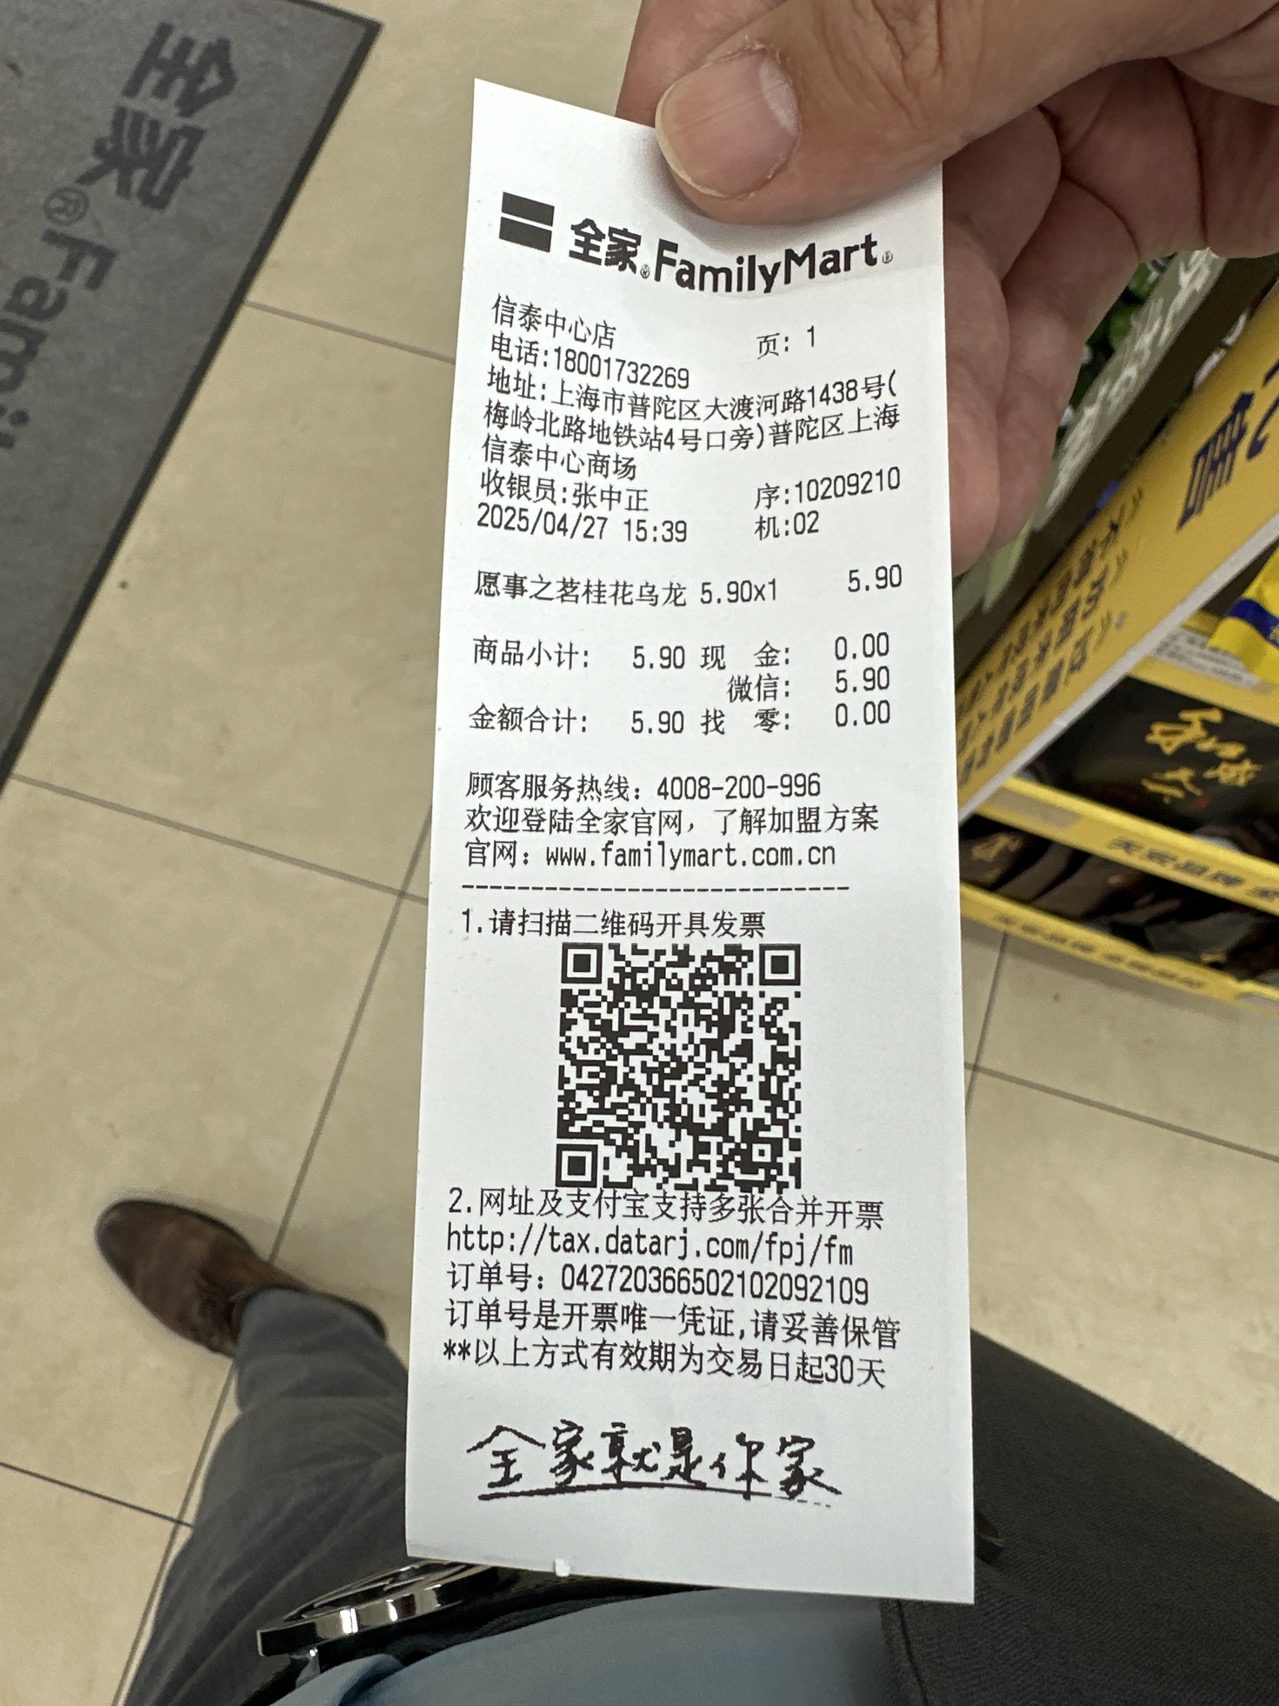 全家®FamilyMart®
信泰中心店 页: 1
电话:18001732269
地址:上海市普陀区大渡河路1438号(
梅岭北路地铁站4号口旁)普陀区上海
信泰中心商场
收银员:张中正 序:10209210
2025/04/27 15:39 机:02
愿事之茗桂花乌龙 5.90x1 5.90
商品小计: 5.90 现 金: 0.00
微信: 5.90
金额合计: 5.90 找 零: 0.00
顾客服务热线: 4008-200-996
欢迎登陆全家官网, 了解加盟方案
官网: www.familymart.com.cn
---------------------------
1.请扫描二维码开具发票
2.网址及支付宝支持多张合并开票
http://tax.datarj.com/fpj/fm
订单号: 042720366502102092109
订单号是开票唯一凭证,请妥善保管
**以上方式有效期为交易日起30天
全家就是你家
全家®Famil